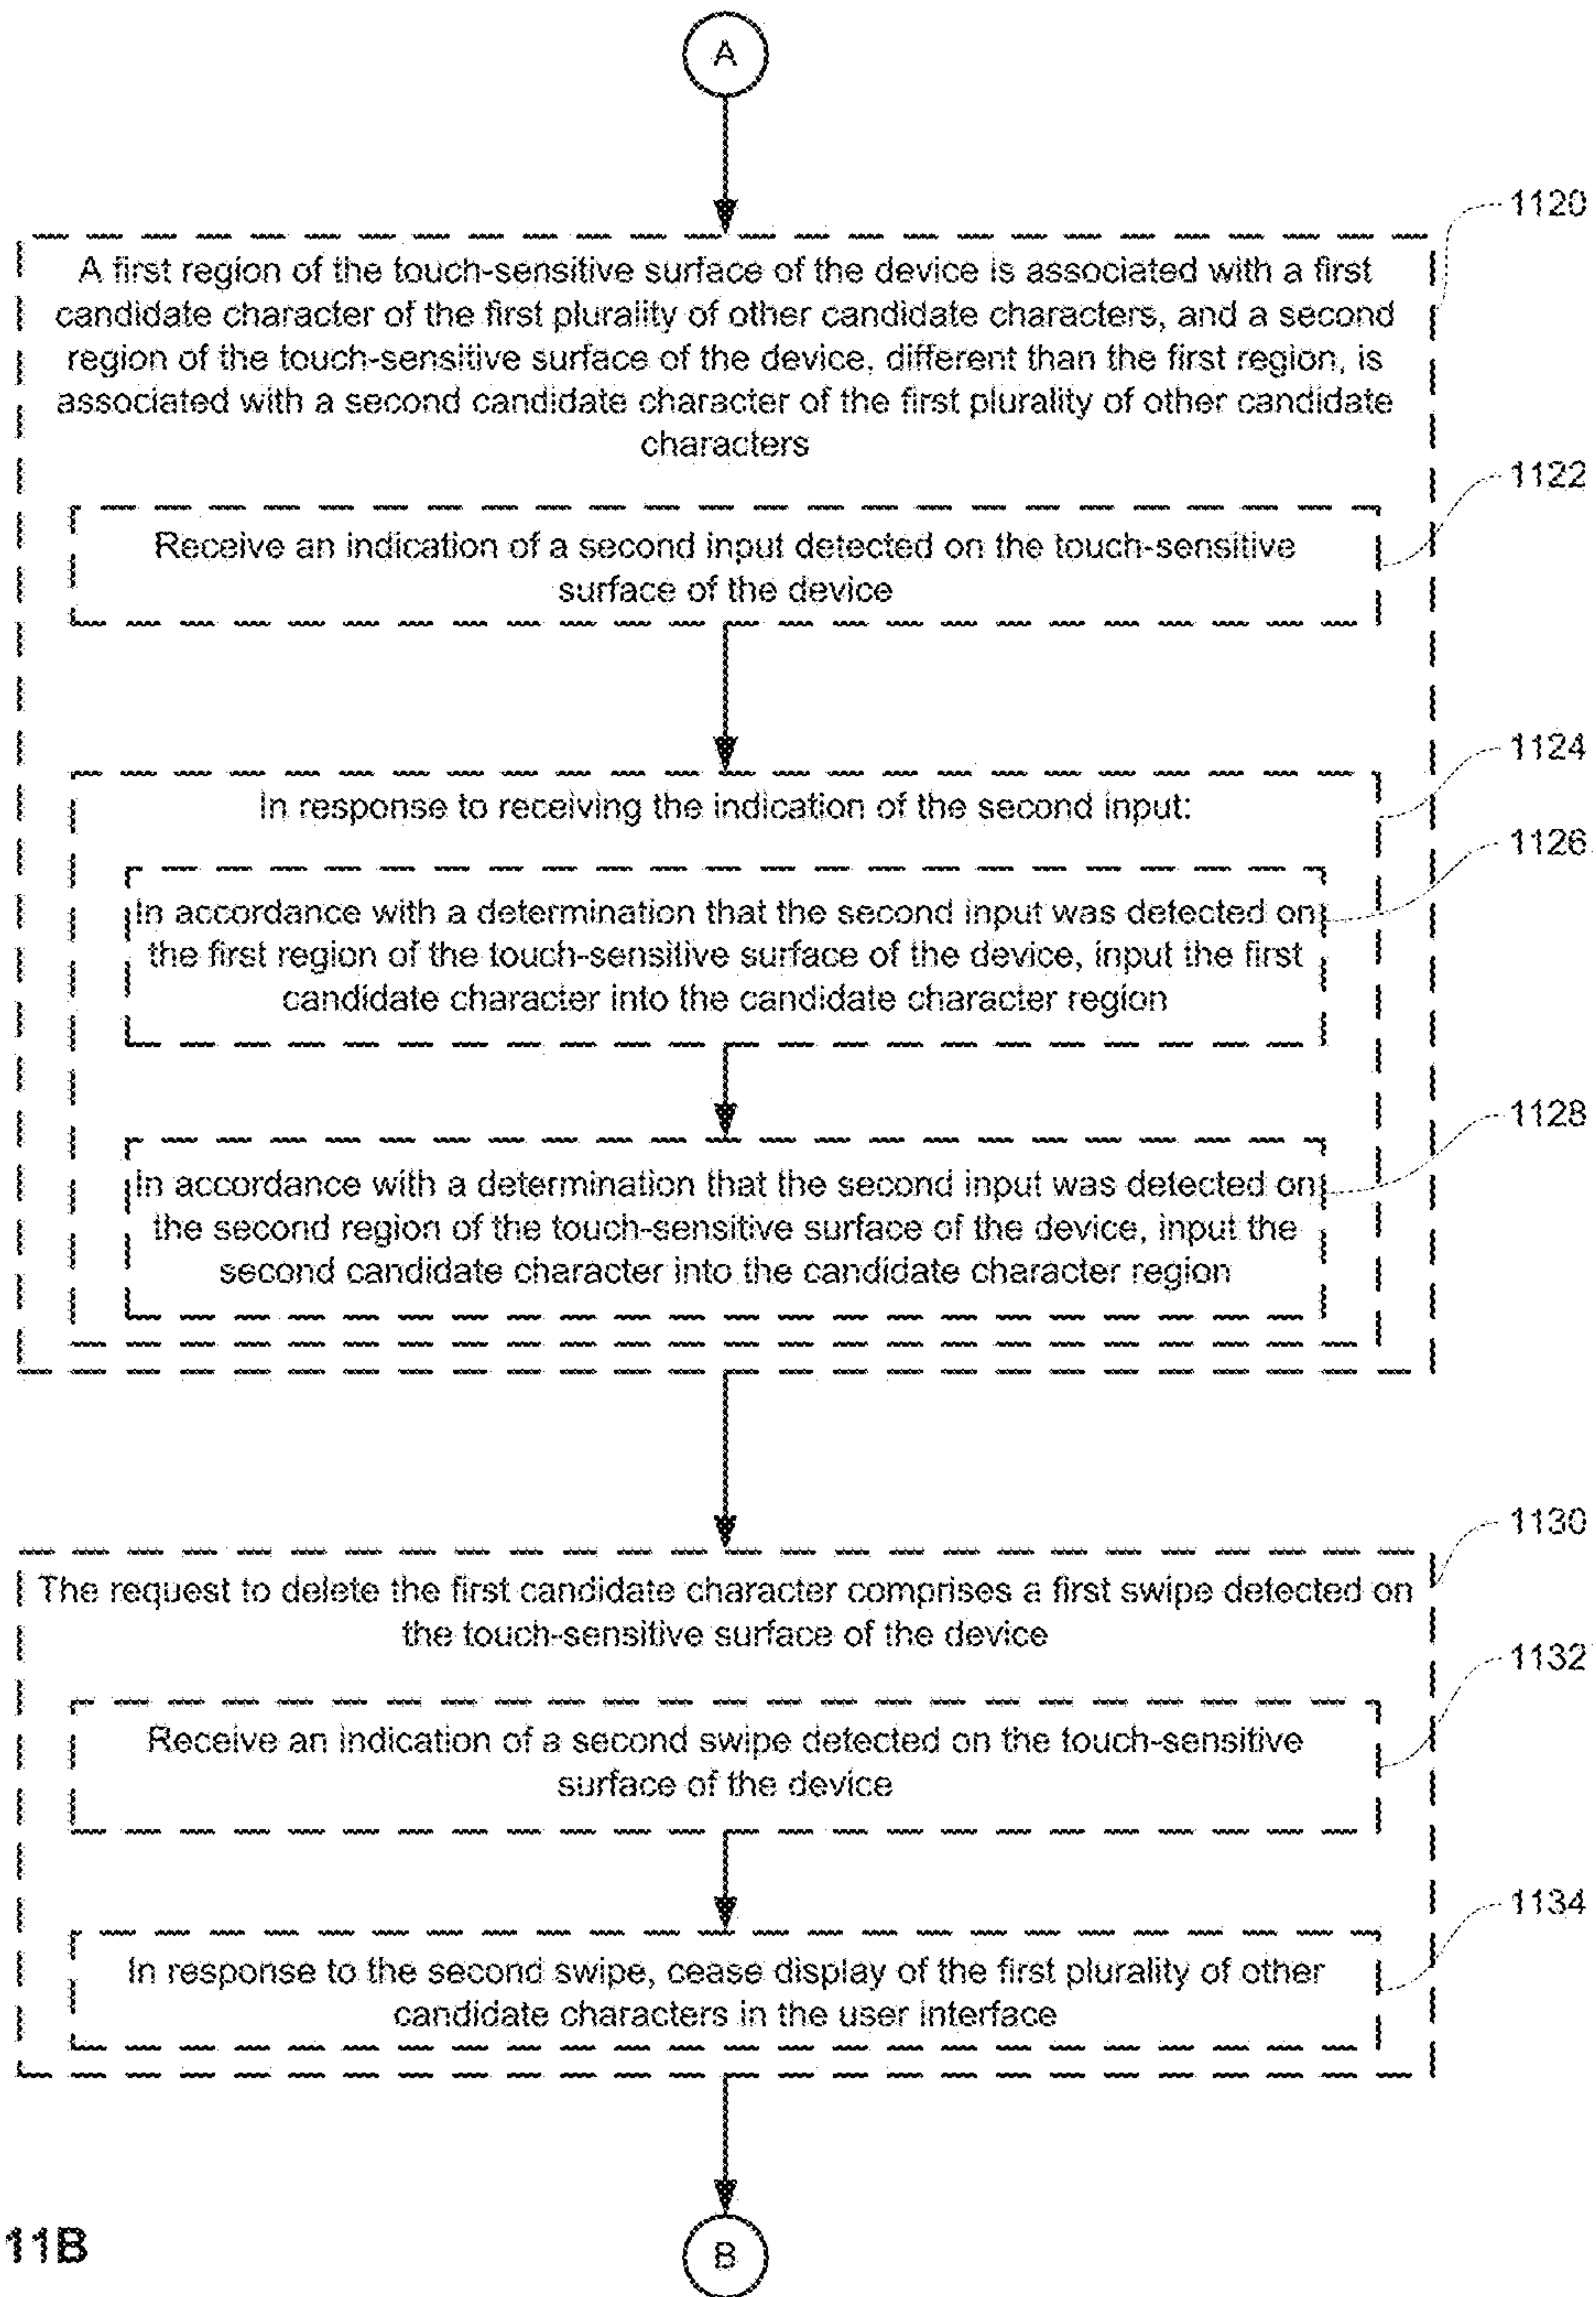 A
1120
A first region of the touch-sensitive surface of the device is associated with a first
candidate character of the first plurality of other candidate characters, and a second
region of the touch-sensitive surface of the device, different than the first region, is
associated with a second candidate character of the first plurality of other candidate
characters
1122
Receive an indication of a second input detected on the touch-sensitive
surface of the device
1124
In response to receiving the indication of the second input:
1126
In accordance with a determination that the second input was detected on
the first region of the touch-sensitive surface of the device, input the first
candidate character into the candidate character region
1128
In accordance with a determination that the second input was detected on
the second region of the touch-sensitive surface of the device, input the
second candidate character into the candidate character region
1130
The request to delete the first candidate character comprises a first swipe detected on
the touch-sensitive surface of the device
1132
Receive an indication of a second swipe detected on the touch-sensitive
surface of the device
1134
In response to the second swipe, cease display of the first plurality of other
candidate characters in the user interface
11B
B